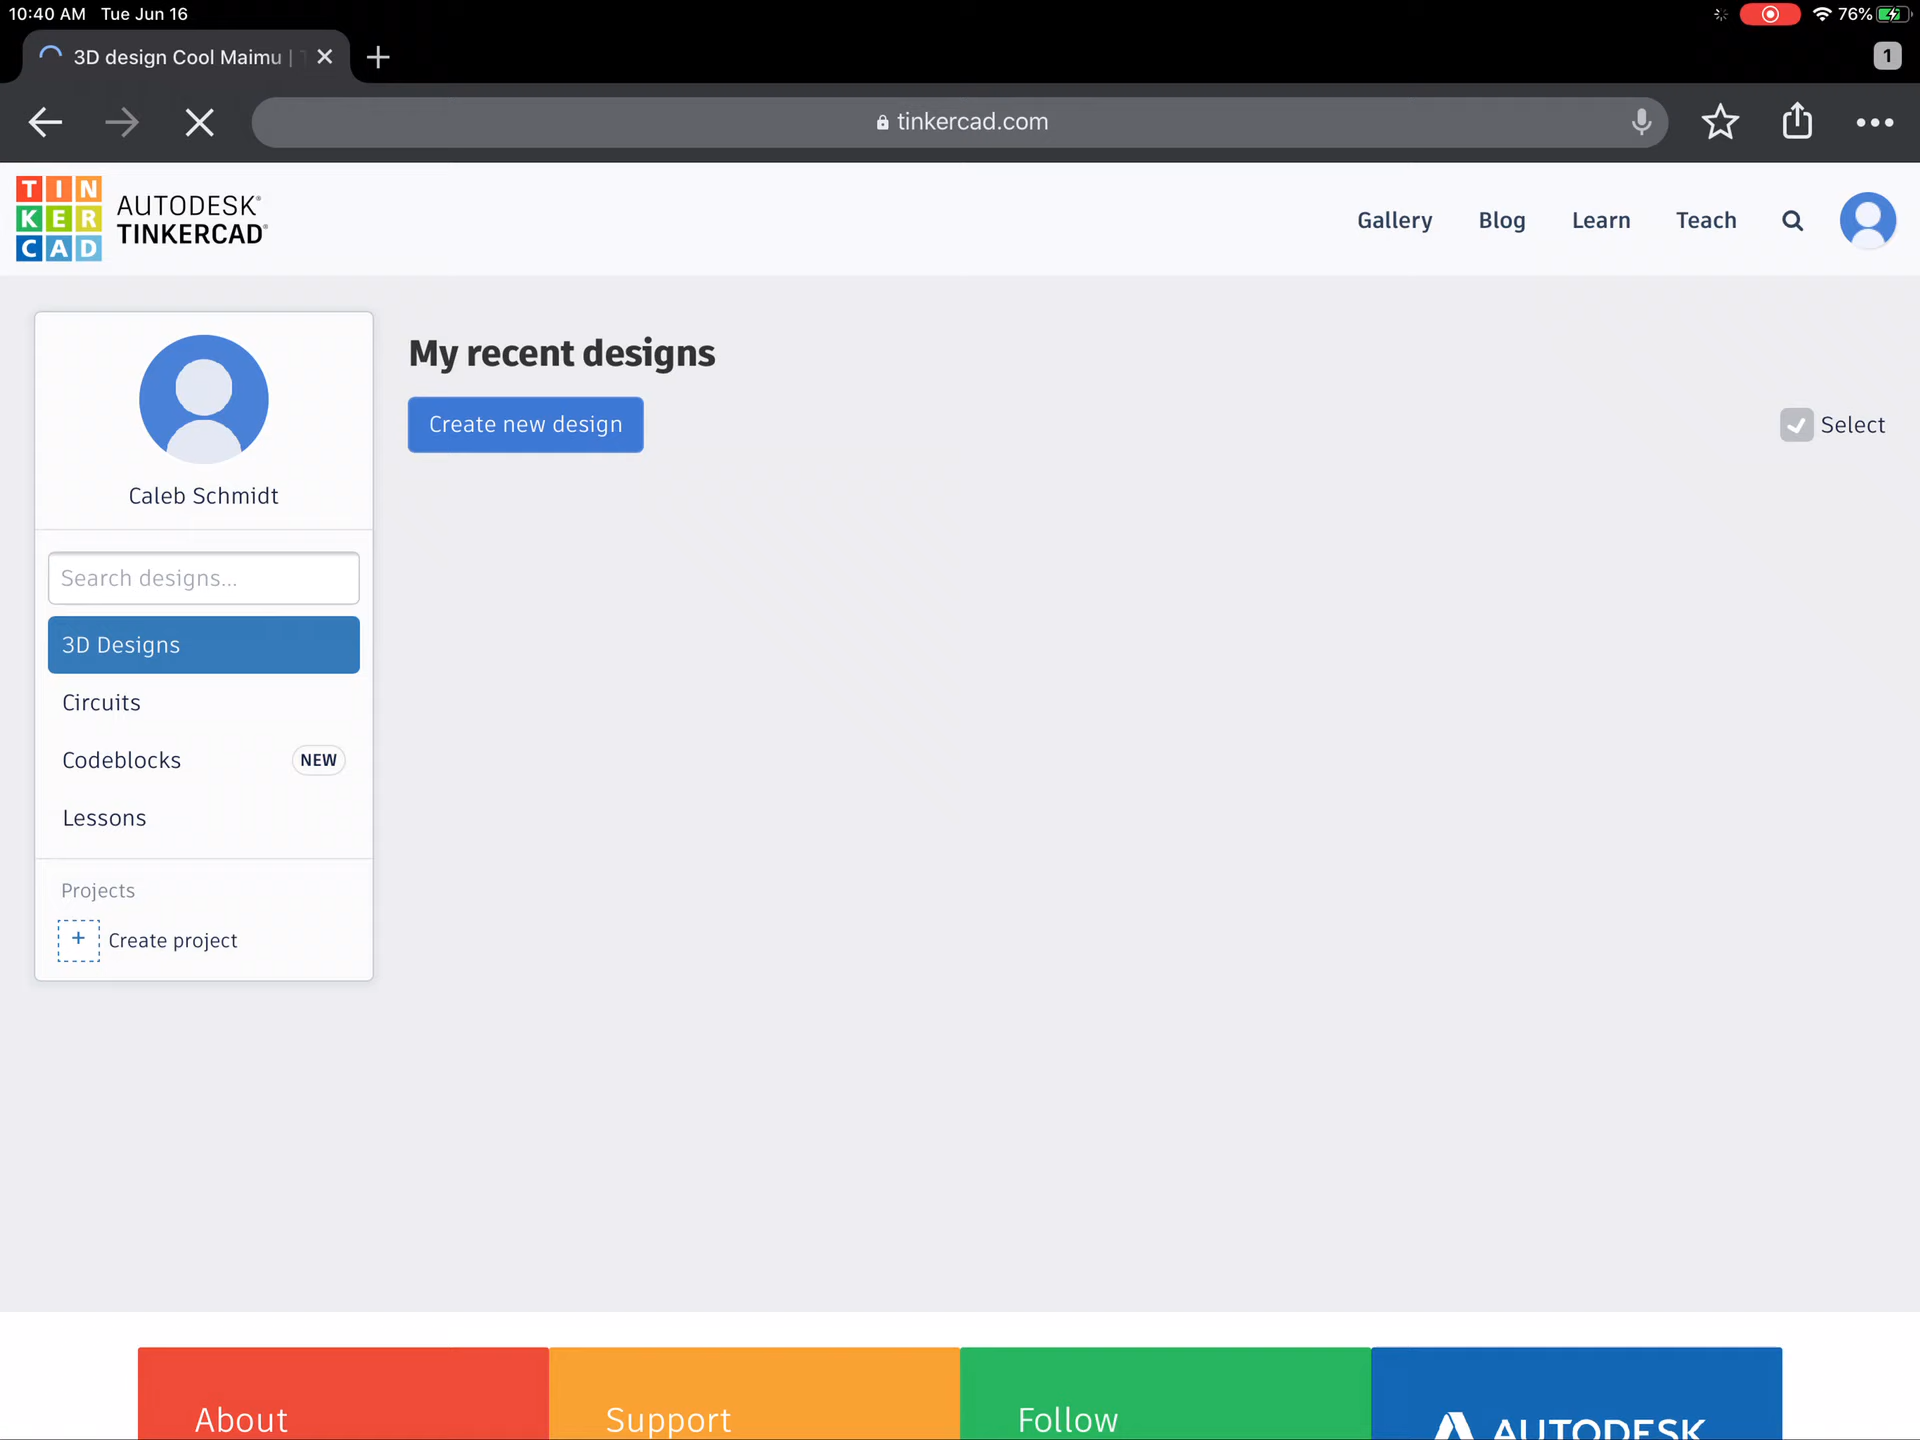 10:40 AM Tue Jun 16
76%
3D design Cool Maimu |
1
tinkercad.com
TIN
KER
CAD
AUTODESK®
TINKERCAD®
Gallery Blog Learn Teach
Caleb Schmidt
Search designs...
3D Designs
Circuits
Codeblocks NEW
Lessons
Projects
+ Create project
My recent designs
Create new design
Select
About
Support
Follow
AUTODESK